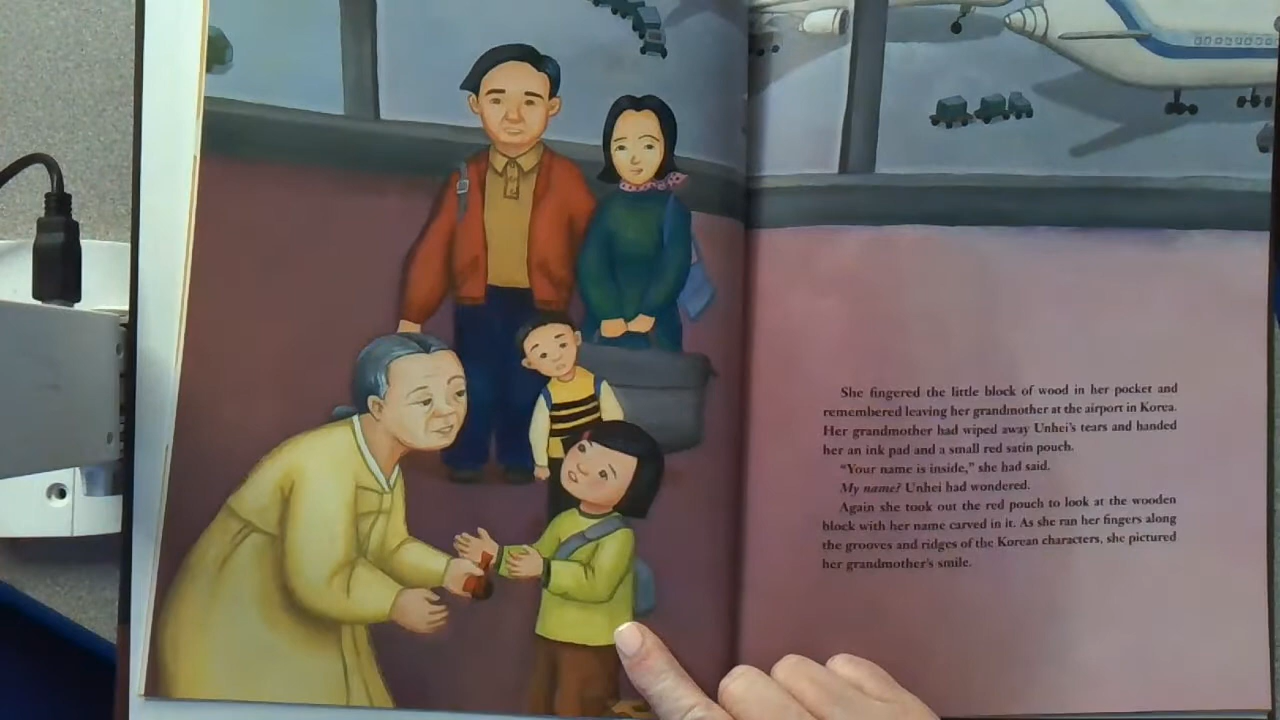 She fingered the little block of wood in her pocket and
remembered leaving her grandmother at the airport in Korea.
Her grandmother had wiped away Unhei's tears and handed
her an ink pad and a small red satin pouch.
“Your name is inside,” she had said.
My name? Unhei had wondered.
Again she took out the red pouch to look at the wooden
block with her name carved in it. As she ran her fingers along
the grooves and ridges of the Korean characters, she pictured
her grandmother's smile.